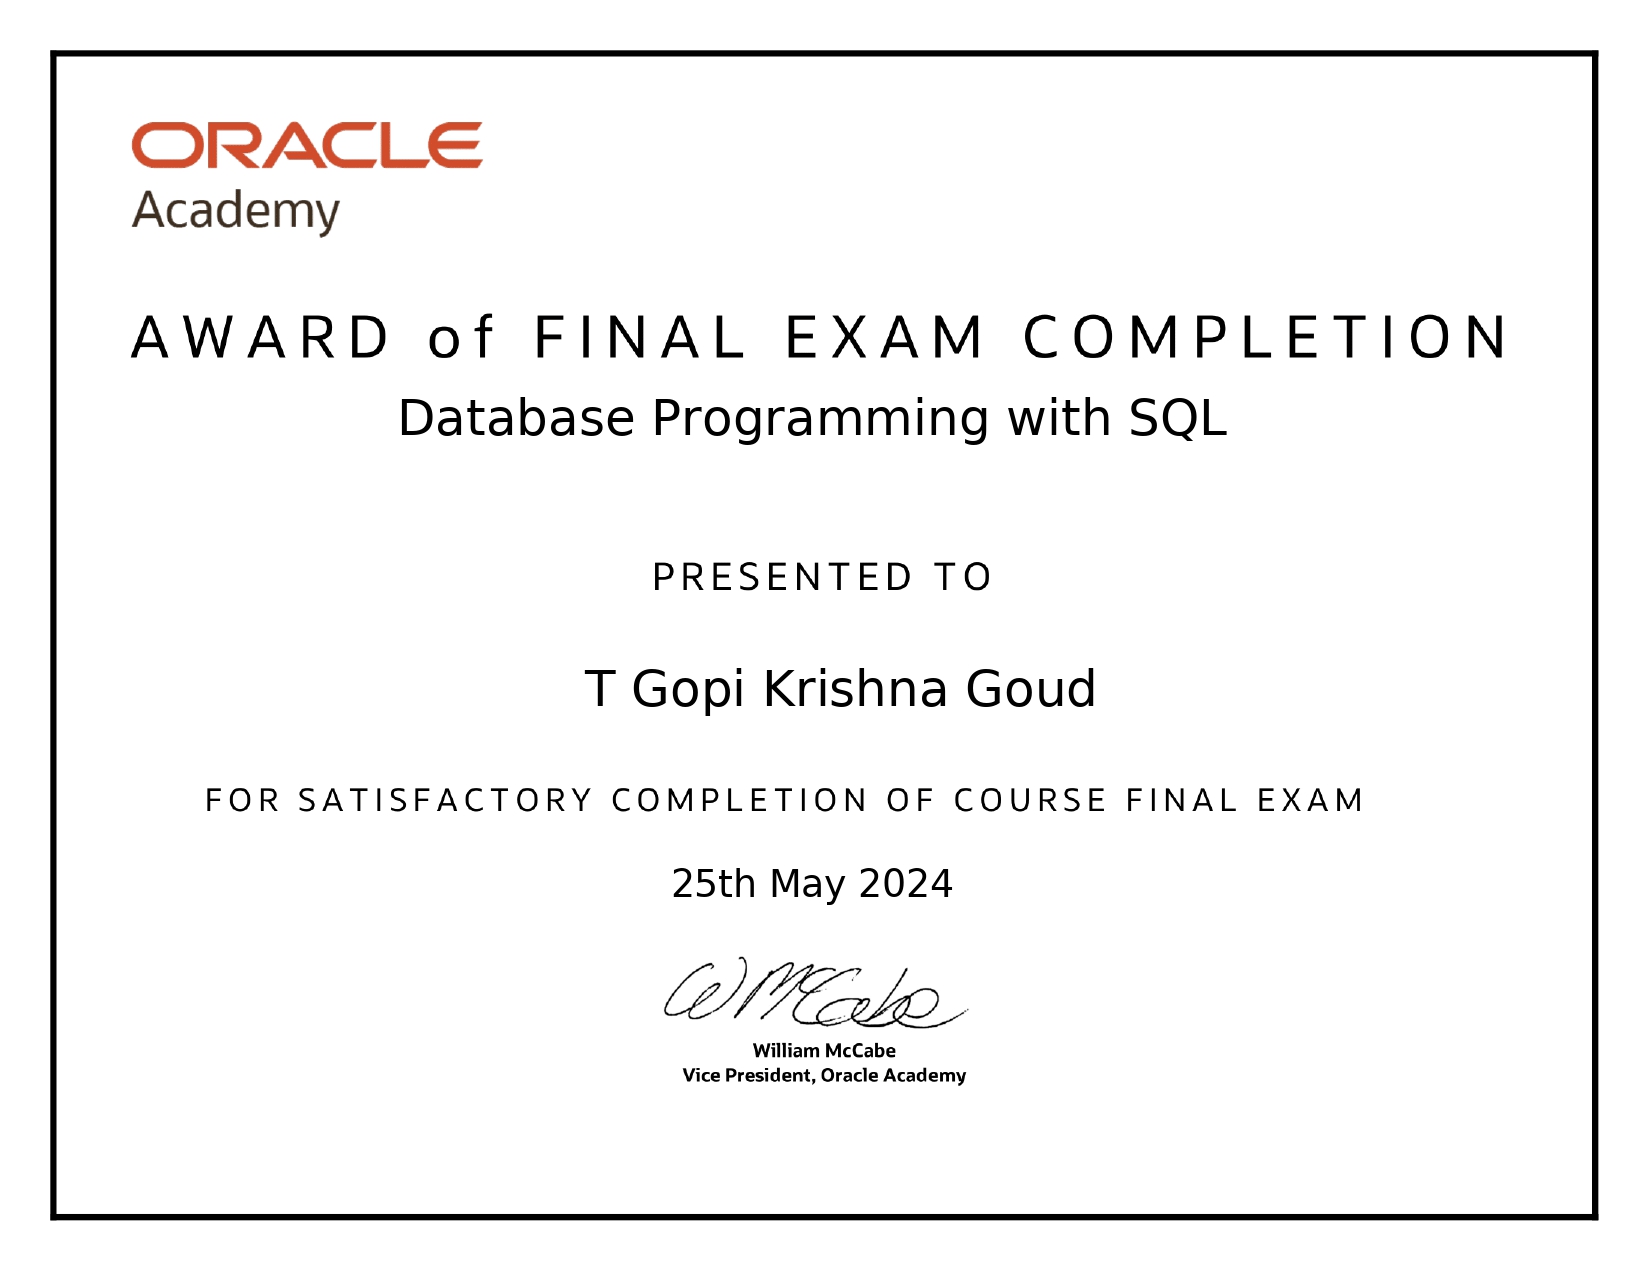 ORACLE
Academy
AWARD of FINAL EXAM COMPLETION
Database Programming with SQL
PRESENTED TO
T Gopi Krishna Goud
FOR SATISFACTORY COMPLETION OF COURSE FINAL EXAM
25th May 2024
W McCabe
William McCabe
Vice President, Oracle Academy